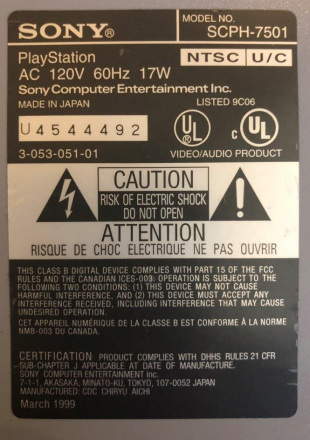 SONY®
MODEL NO.
SCPH-7501
PlayStation
NTSC U/C
AC 120V 60Hz 17W
Sony Computer Entertainment Inc.
MADE IN JAPAN
LISTED 9C06
U4544492
UL
C UL
3-053-051-01
VIDEO/AUDIO PRODUCT
CAUTION
RISK OF ELECTRIC SHOCK
DO NOT OPEN
ATTENTION
RISQUE DE CHOC ELECTRIQUE NE PAS OUVRIR
THIS CLASS B DIGITAL DEVICE COMPLIES WITH PART 15 OF THE FCC
RULES AND THE CANADIAN ICES-003. OPERATION IS SUBJECT TO THE
FOLLOWING TWO CONDITIONS: (1) THIS DEVICE MAY NOT CAUSE
HARMFUL INTERFERENCE, AND (2) THIS DEVICE MUST ACCEPT ANY
INTERFERENCE RECEIVED, INCLUDING INTERFERENCE THAT MAY CAUSE
UNDESIRED OPERATION.
CET APPAREIL NUMÉRIQUE DE LA CLASSE B EST CONFORME À LA NORME
NMB-003 DU CANADA.
CERTIFICATION PRODUCT COMPLIES WITH DHHS RULES 21 CFR
SUB-CHAPTER J APPLICABLE AT DATE OF MANUFACTURE.
SONY COMPUTER ENTERTAINMENT INC.
7-1-1, AKASAKA, MINATO-KU, TOKYO, 107-0052 JAPAN
MANUFACTURED: CDC CHIRYU AICHI
March 1999